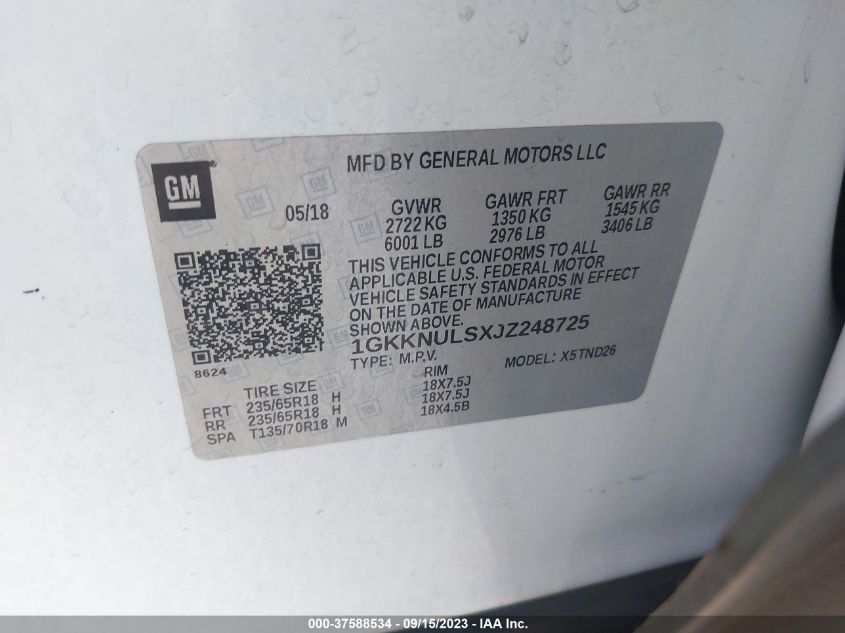 GM
MFD BY GENERAL MOTORS LLC
05/18 GVWR GAWR FRT GAWR RR
2722 KG 1350 KG 1545 KG
6001 LB 2976 LB 3406 LB
THIS VEHICLE CONFORMS TO ALL
APPLICABLE U.S. FEDERAL MOTOR
VEHICLE SAFETY STANDARDS IN EFFECT
ON THE DATE OF MANUFACTURE
SHOWN ABOVE.
1GKKNULSXJZ248725
8624
TYPE: M.P.V. MODEL: X5TND26
TIRE SIZE RIM
FRT 235/65R18 H 18X7.5J
RR 235/65R18 H 18X7.5J
SPA T135/70R18 M 18X4.5B
000-37588534 - 09/15/2023 - IAA Inc.